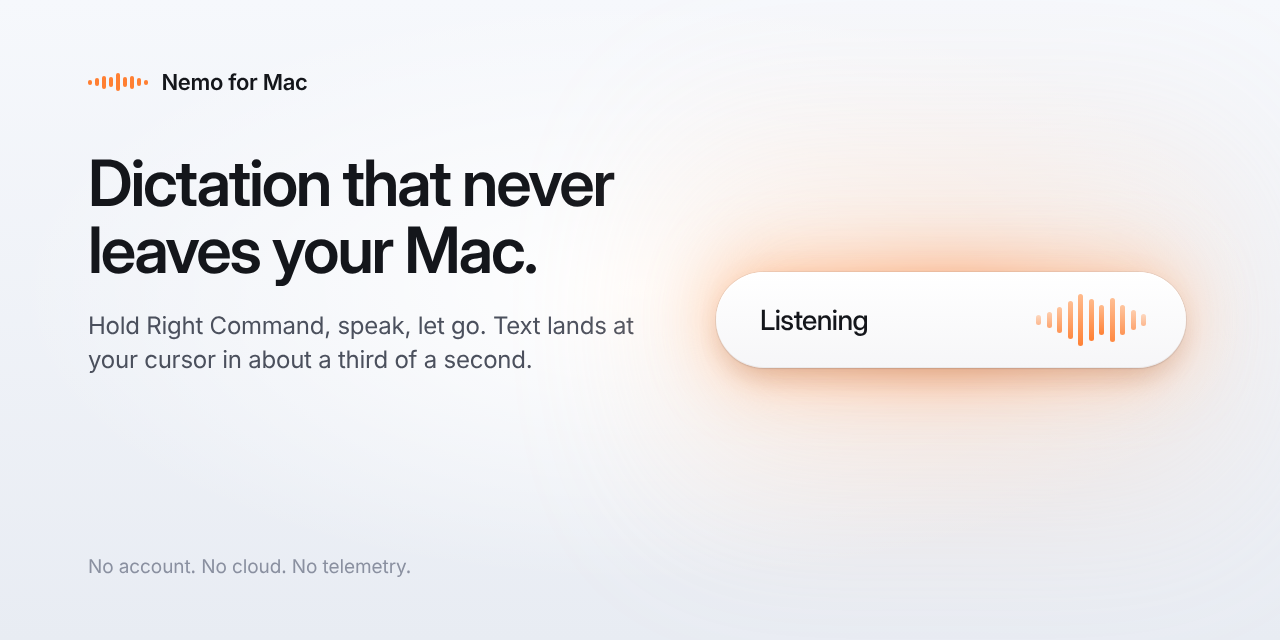 Nemo for Mac
Dictation that never
leaves your Mac.
Hold Right Command, speak, let go. Text lands at
your cursor in about a third of a second.
Listening
No account. No cloud. No telemetry.